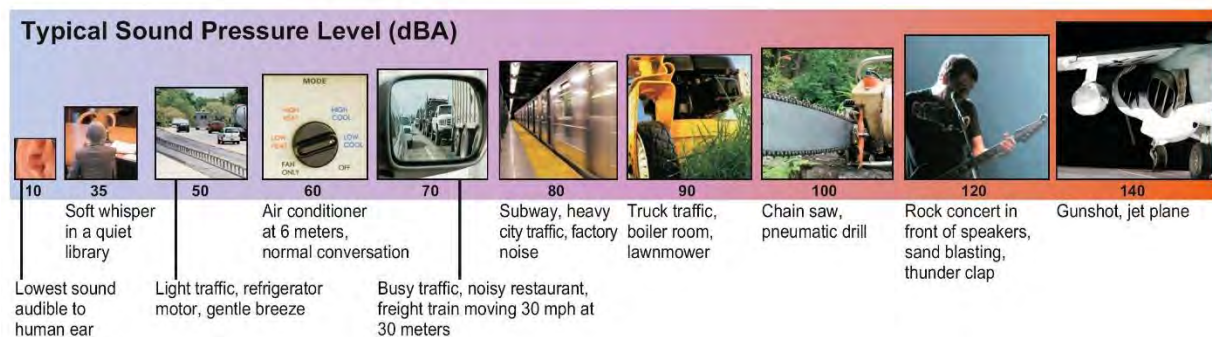 Typical Sound Pressure Level (dBA)
MODE
HIGH HEAT
HIGH COOL
LOW HEAT
LOW COOL
FAN ONLY
OFF
10
35
50
60
70
80
90
100
120
140
Soft whisper
in a quiet
library
Air conditioner
at 6 meters,
normal conversation
Subway, heavy
city traffic, factory
noise
Truck traffic,
boiler room,
lawnmower
Chain saw,
pneumatic drill
Rock concert in
front of speakers,
sand blasting,
thunder clap
Gunshot, jet plane
Lowest sound
audible to
human ear
Light traffic, refrigerator
motor, gentle breeze
Busy traffic, noisy restaurant,
freight train moving 30 mph at
30 meters